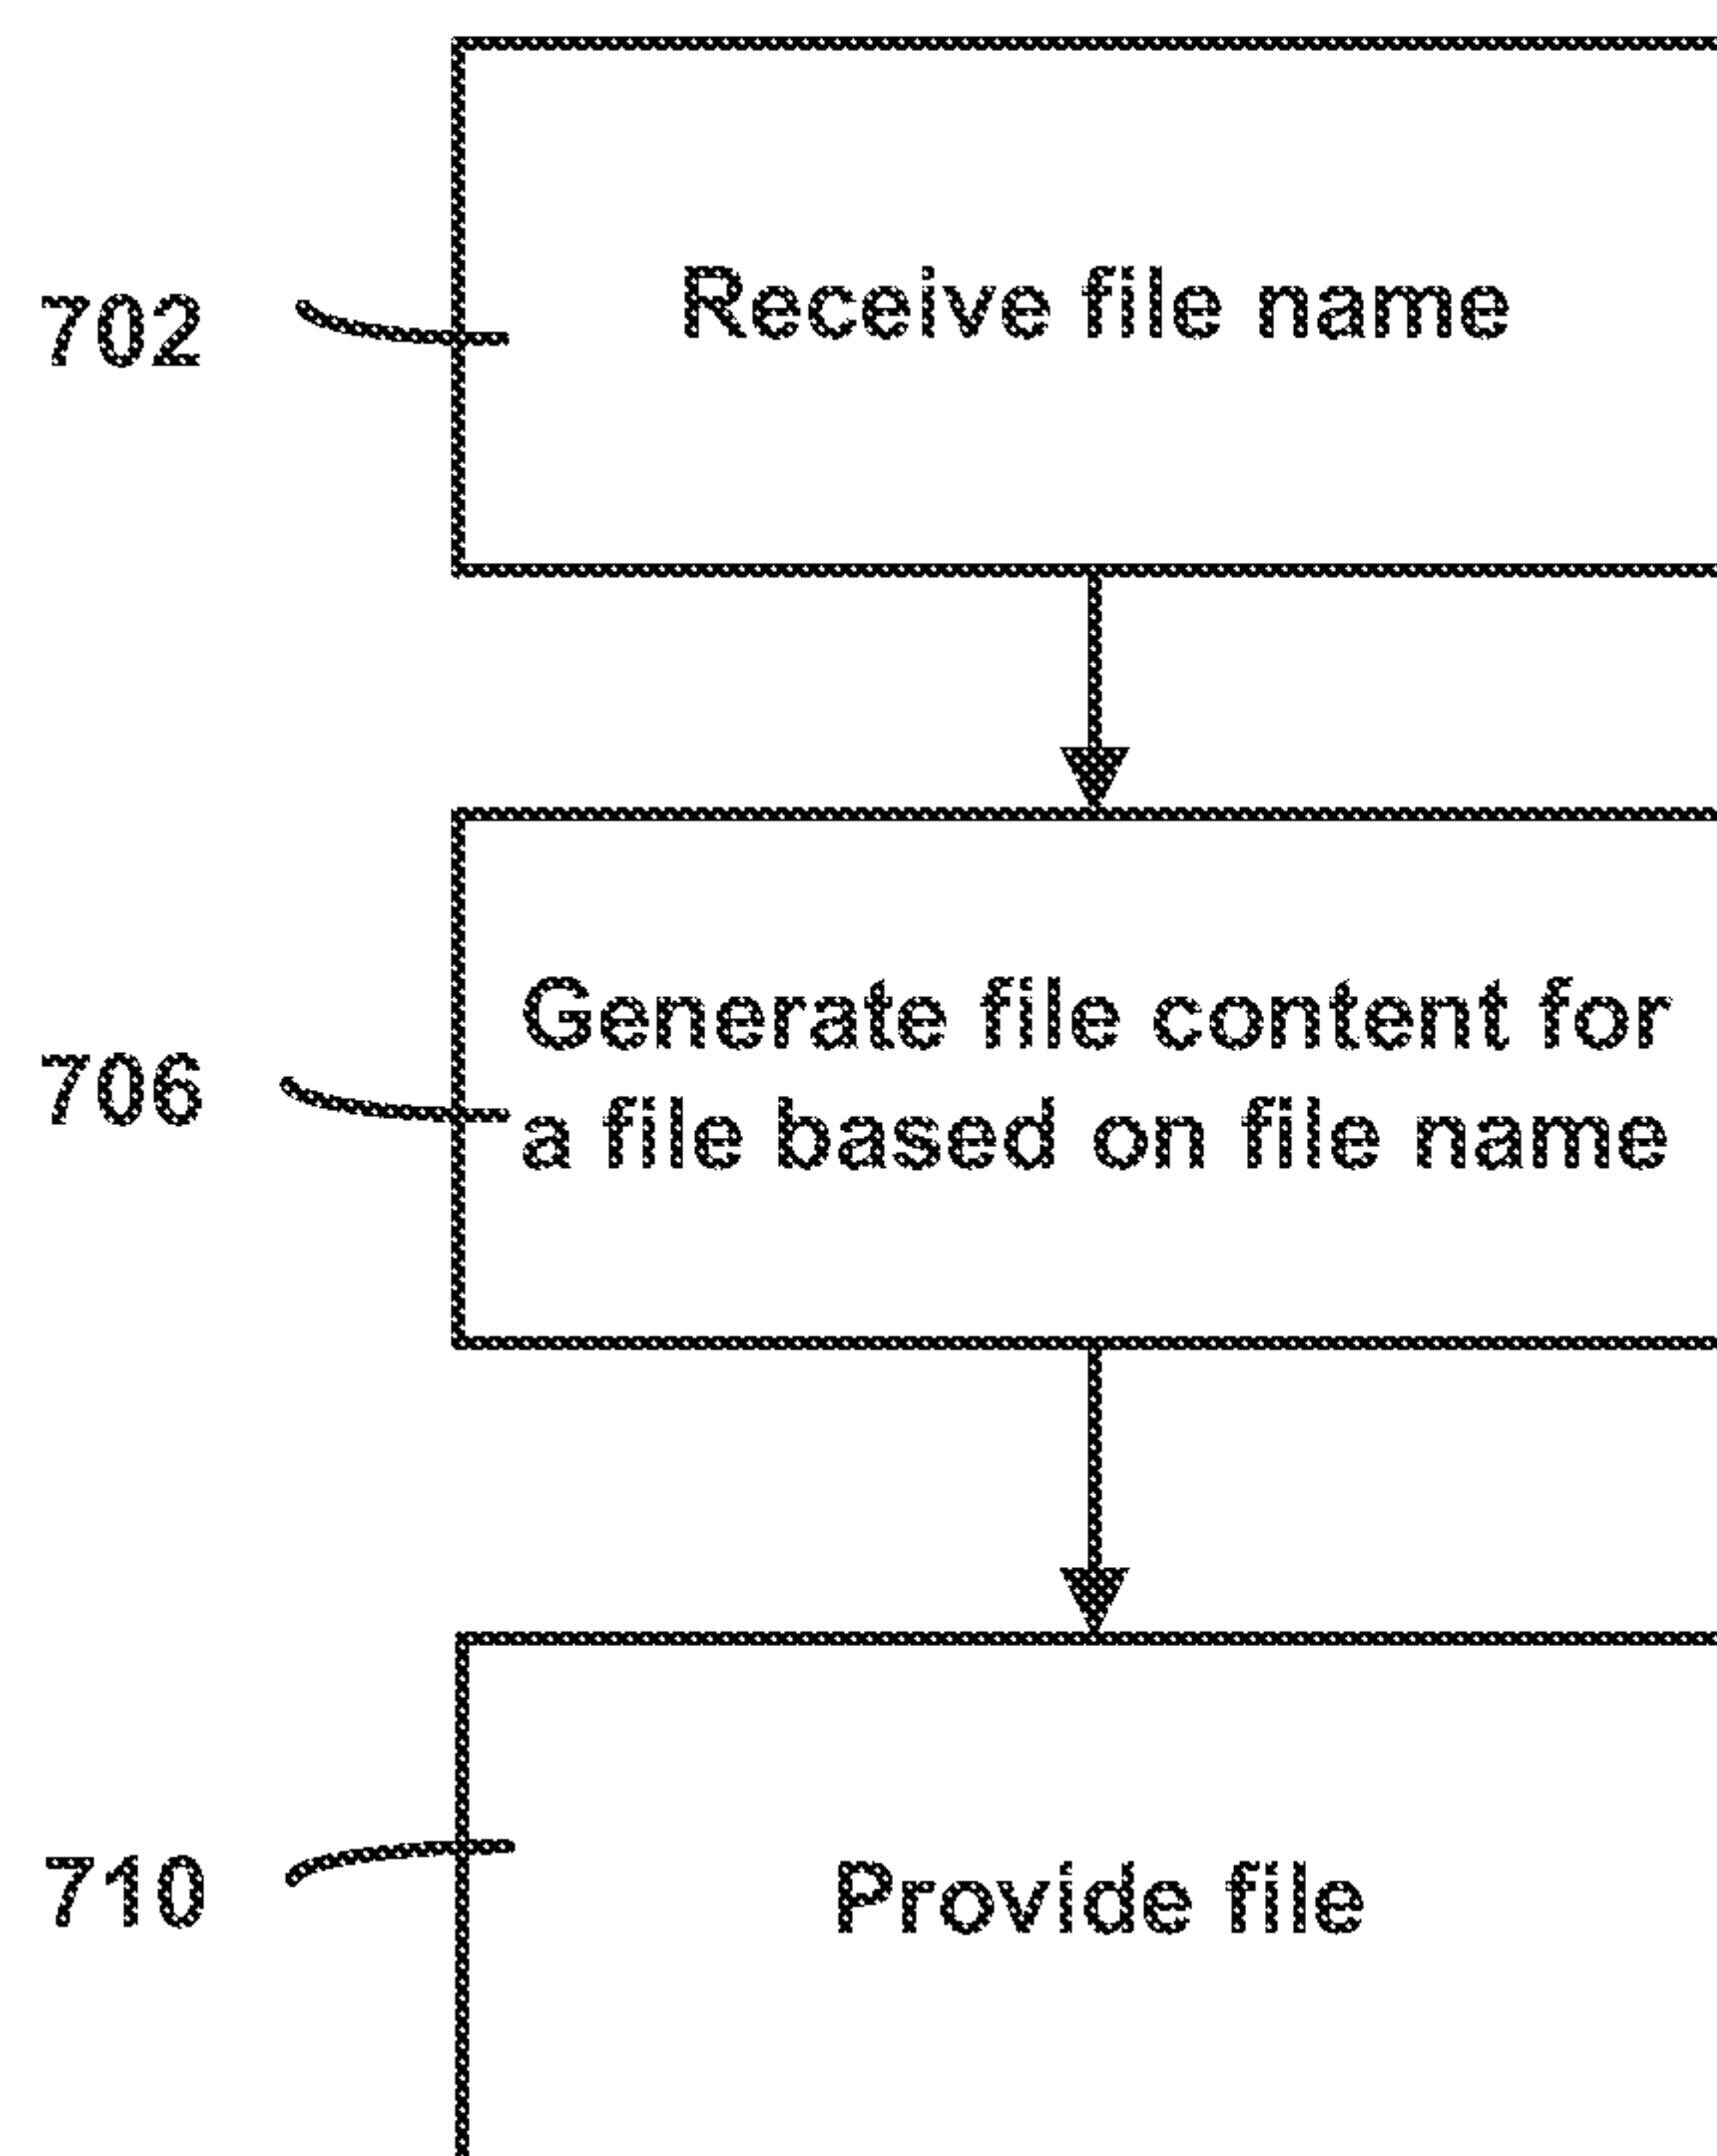 702
Receive file name
706
Generate file content for
a file based on file name
710
Provide file